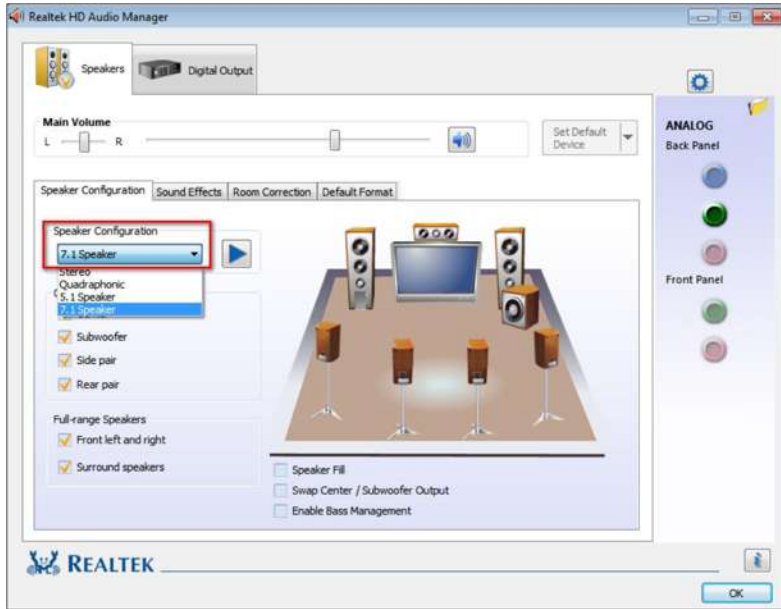 Realtek HD Audio Manager
Speakers
Digital Output
Main Volume
L
R
Set Default
Device
ANALOG
Back Panel
Speaker Configuration
Sound Effects
Room Correction
Default Format
Speaker Configuration
7.1 Speaker
Stereo
Quadraphonic
5.1 Speaker
7.1 Speaker
Subwoofer
Side pair
Rear pair
Front Panel
Full-range Speakers
Front left and right
Surround speakers
Speaker Fill
Swap Center / Subwoofer Output
Enable Bass Management
REALTEK
OK